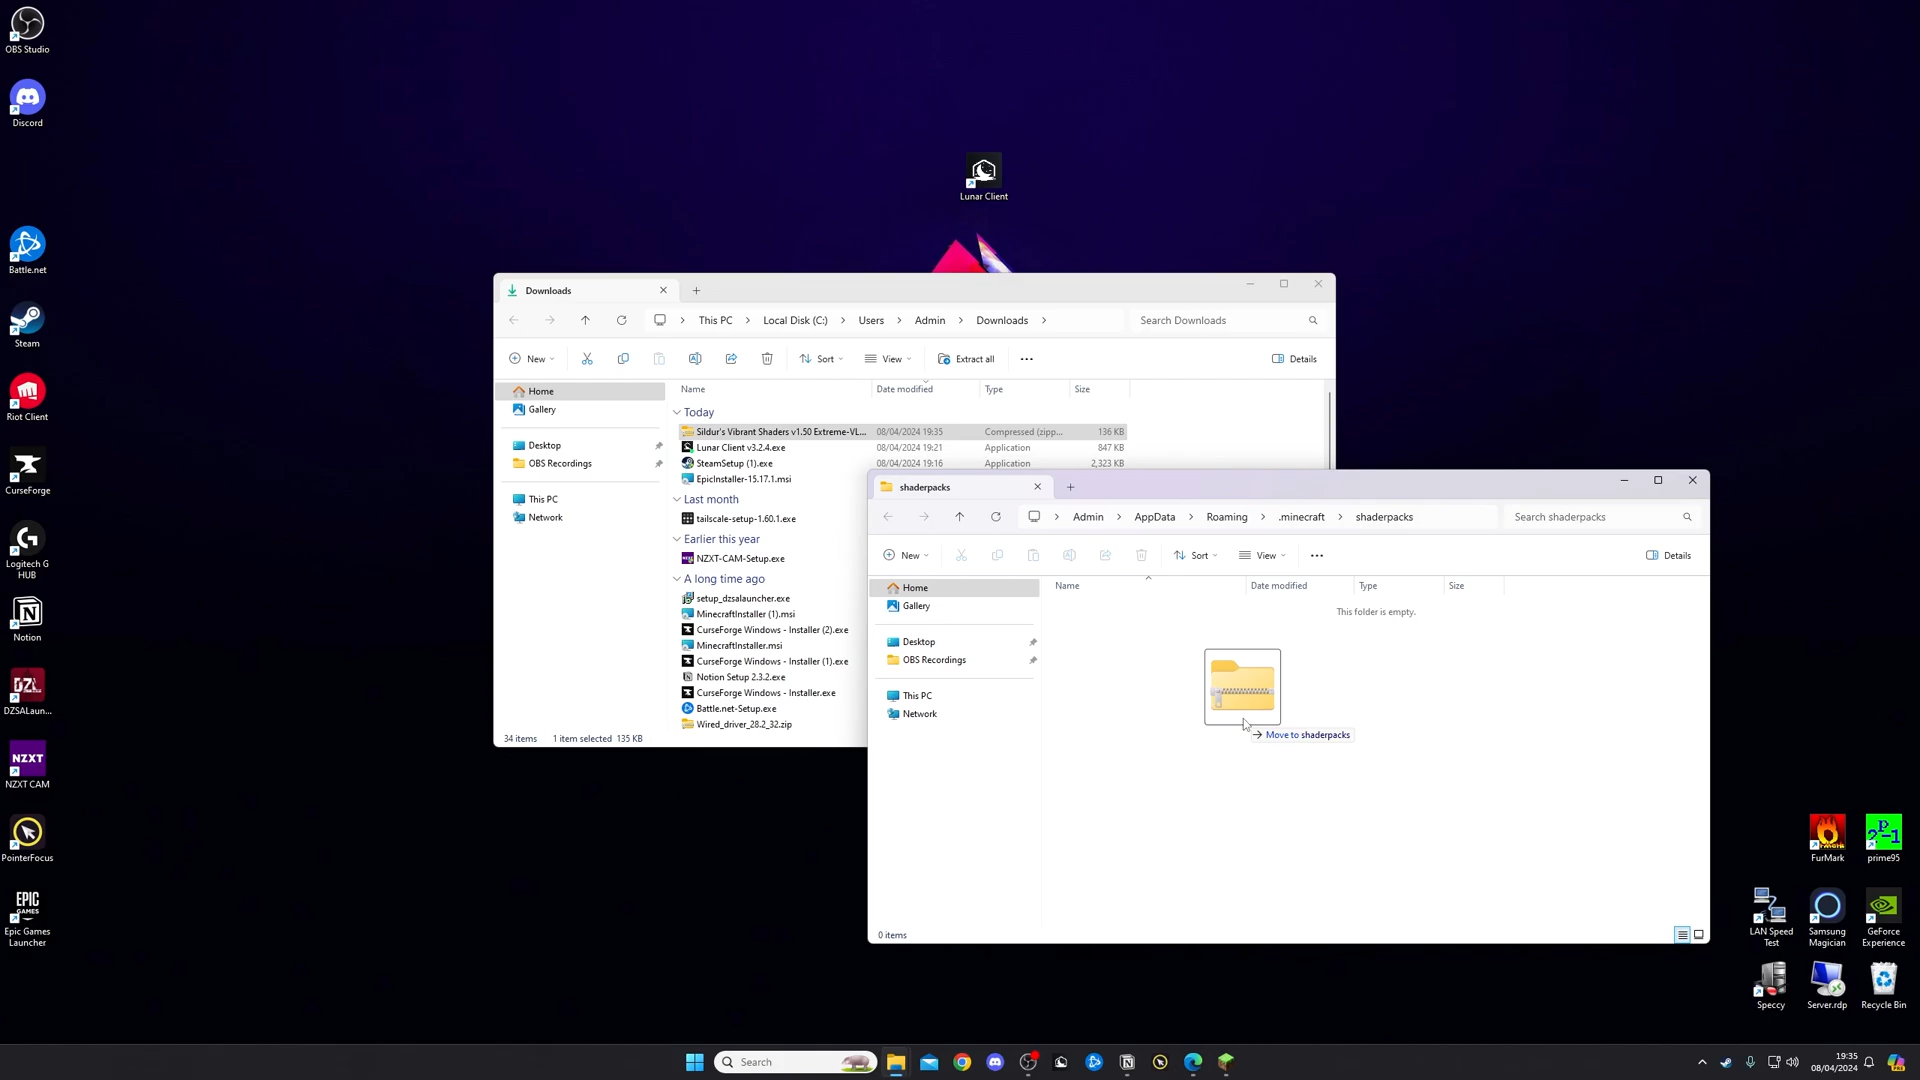 OBS Studio
Discord
Battle.net
Steam
Riot Client
CurseForge
Logitech G
HUB
Notion
DZSALaun...
NZXT
NZXT CAM
PointerFocus
EPIC
GAMES
Epic Games
Launcher
Lunar Client
Downloads
This PC
Local Disk (C:)
Users
Admin
Downloads
Search Downloads
New
Sort
View
Extract all
Details
Home
Gallery
Desktop
OBS Recordings
This PC
Network
Name
Date modified
Type
Size
Today
Sildur's Vibrant Shaders v1.50 Extreme-VL...
08/04/2024 19:35
Compressed (zipp...
136 KB
Lunar Client v3.2.4.exe
08/04/2024 19:21
Application
847 KB
SteamSetup (1).exe
08/04/2024 19:16
Application
2,323 KB
EpicInstaller-15.17.1.msi
Last month
tailscale-setup-1.60.1.exe
Earlier this year
NZXT-CAM-Setup.exe
A long time ago
setup_dzsalauncher.exe
MinecraftInstaller (1).msi
CurseForge Windows - Installer (2).exe
MinecraftInstaller.msi
CurseForge Windows - Installer (1).exe
Notion Setup 2.3.2.exe
CurseForge Windows - Installer.exe
Battle.net-Setup.exe
Wired_driver_28.2_32.zip
34 items
1 item selected 135 KB
shaderpacks
Admin
AppData
Roaming
.minecraft
shaderpacks
Search shaderpacks
New
Sort
View
Details
Home
Gallery
Desktop
OBS Recordings
This PC
Network
Name
Date modified
Type
Size
This folder is empty.
Move to shaderpacks
0 items
FurMark
prime95
LAN Speed
Test
Samsung
Magician
GeForce
Experience
Speccy
Server.rdp
Recycle Bin
Search
19:35
08/04/2024